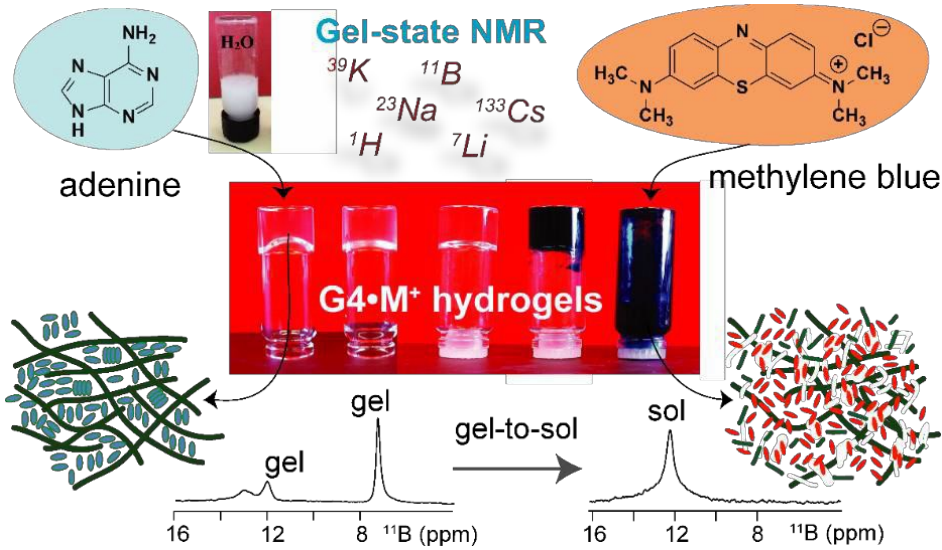 NH₂
N
N
N
N
H
adenine
H₂O
Gel-state NMR
³⁹K
¹¹B
²³Na
¹³³Cs
¹H
⁷Li
N
Cl⊖
H₃C
N
CH₃
S
⊕
N
CH₃
CH₃
methylene blue
G4•M⁺ hydrogels
gel
gel
gel-to-sol
sol
16 12 8 ¹¹B (ppm)
16 12 8 ¹¹B (ppm)